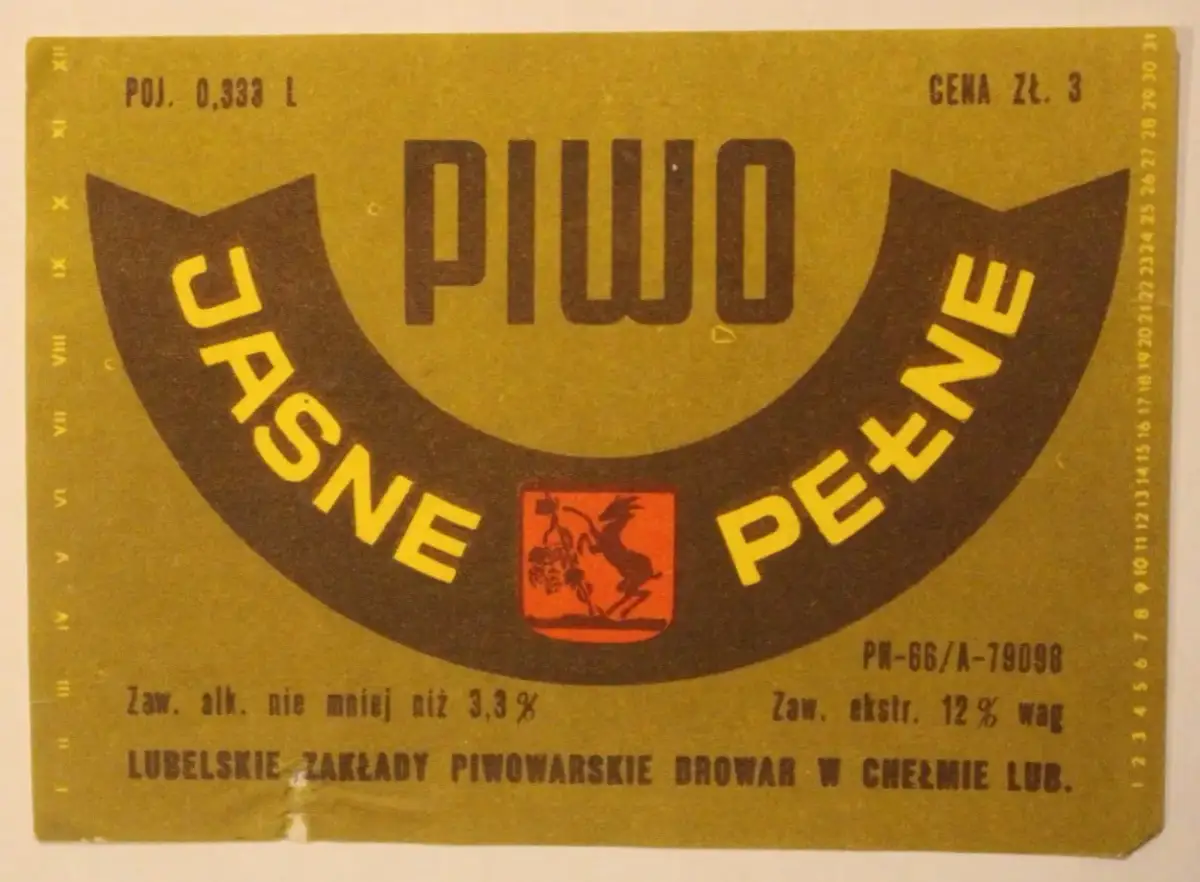 POJ. 0,333 L
CENA ZŁ. 3
PIWO
JASNE PEŁNE
PN-66/A-79098
Zaw. alk. nie mniej niż 3,3%
Zaw. ekstr. 12% wag
LUBELSKIE ZAKŁADY PIWOWARSKIE BROWAR W CHEŁMIE LUB.
I II III IV V VI VII VIII IX X XI XII
1 2 3 4 5 6 7 8 9 10 11 12 13 14 15 16 17 18 19 20 21 22 23 24 25 26 27 28 29 30 31